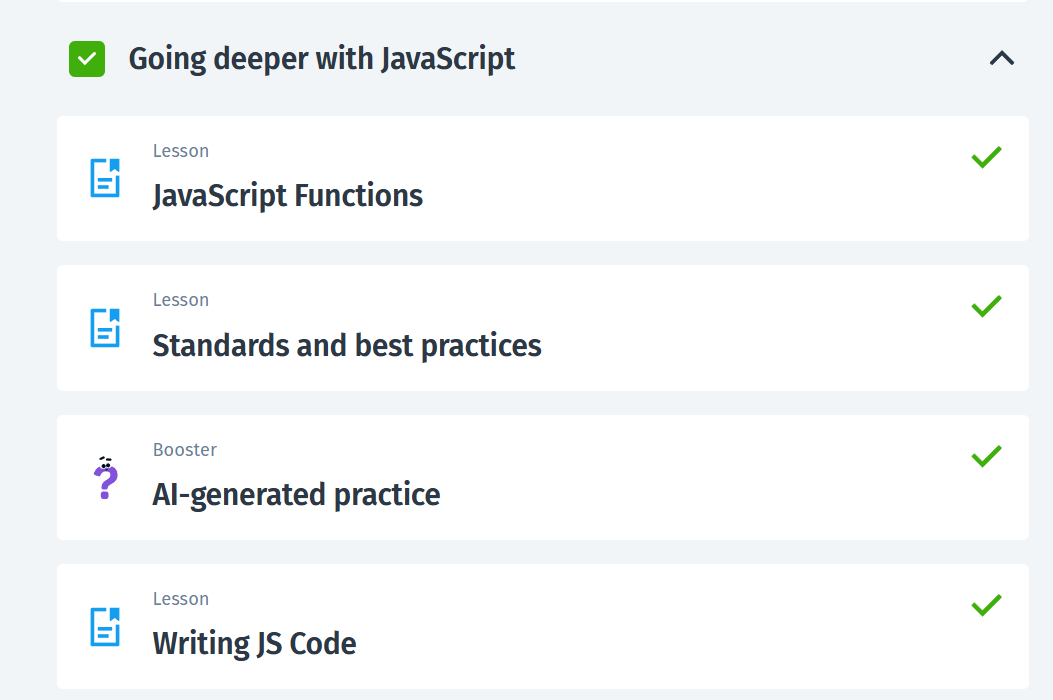 Going deeper with JavaScript
Lesson
JavaScript Functions
Lesson
Standards and best practices
Booster
AI-generated practice
Lesson
Writing JS Code